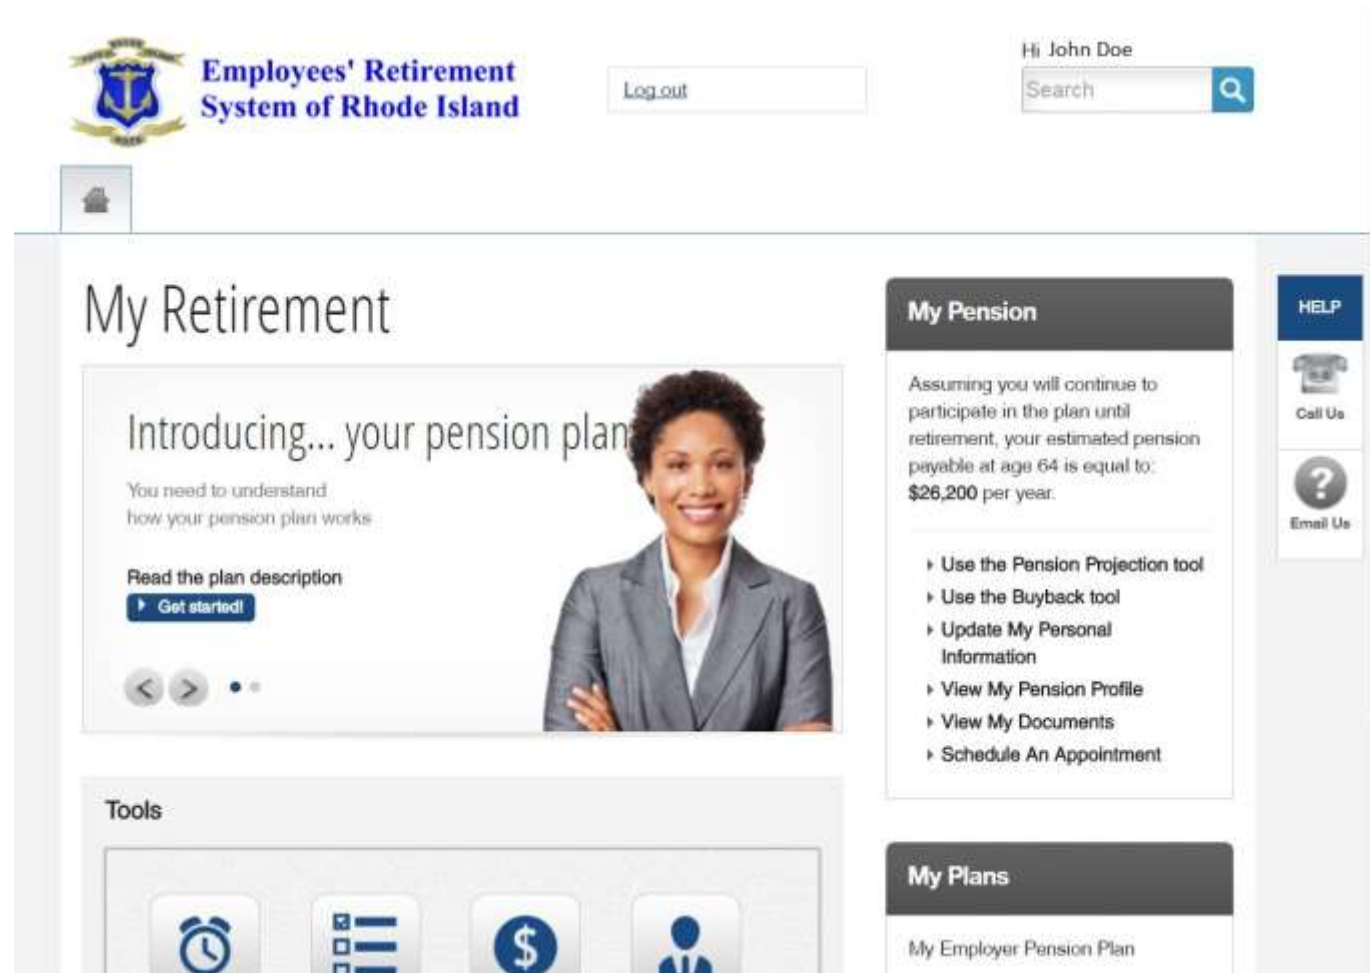 Employees' Retirement
System of Rhode Island
Log out
Hi John Doe
Search
My Retirement
Introducing... your pension plan
You need to understand
how your pension plan works
Read the plan description
Get started!
Tools
My Pension
Assuming you will continue to
participate in the plan until
retirement, your estimated pension
payable at age 64 is equal to:
$26,200 per year.
Use the Pension Projection tool
Use the Buyback tool
Update My Personal
Information
View My Pension Profile
View My Documents
Schedule An Appointment
My Plans
My Employer Pension Plan
HELP
Call Us
Email Us